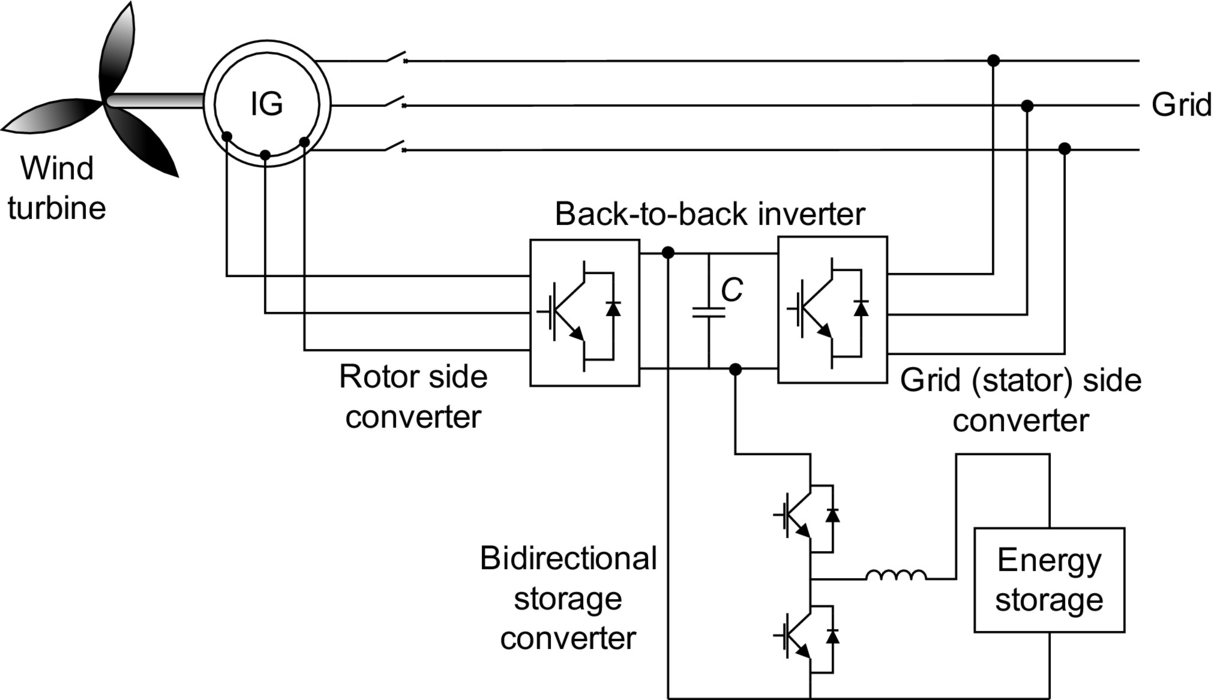 IG
Grid
Wind
turbine
Back-to-back inverter
C
Rotor side
converter
Grid (stator) side
converter
Bidirectional
storage
converter
Energy
storage